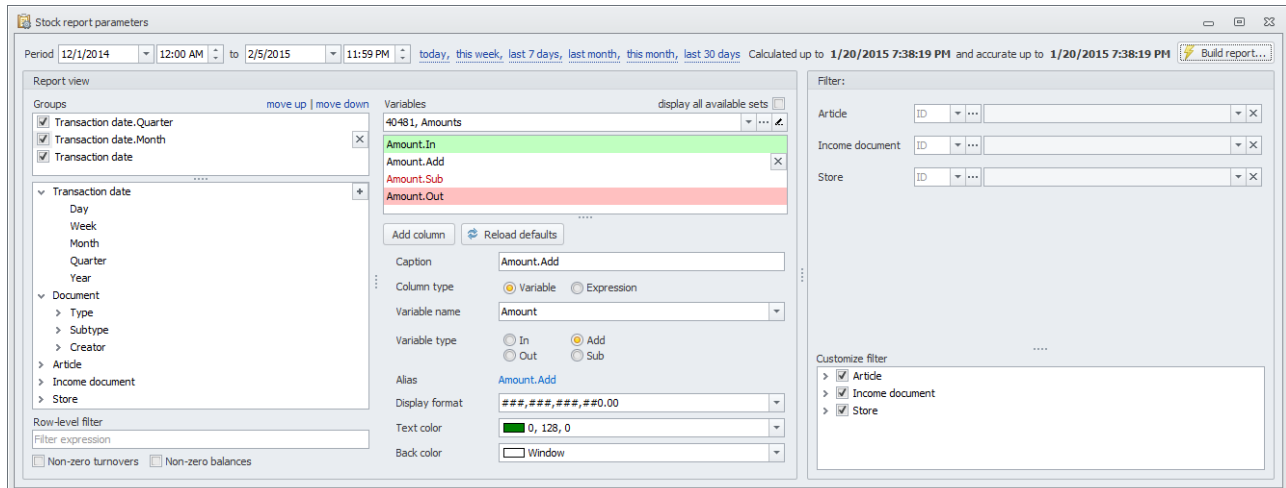 Stock report parameters
Period 12/1/2014 12:00 AM to 2/5/2015 11:59 PM today, this week, last 7 days, last month, this month, last 30 days Calculated up to 1/20/2015 7:38:19 PM and accurate up to 1/20/2015 7:38:19 PM Build report...
Report view
Groups move up | move down
Transaction date.Quarter
Transaction date.Month
Transaction date
Transaction date
Day
Week
Month
Quarter
Year
Document
Type
Subtype
Creator
Article
Income document
Store
Row-level filter
Filter expression
Non-zero turnovers Non-zero balances
Variables display all available sets
40481, Amounts
Amount.In
Amount.Add
Amount.Sub
Amount.Out
Add column Reload defaults
Caption Amount.Add
Column type Variable Expression
Variable name Amount
Variable type In Add
Out Sub
Alias Amount.Add
Display format ###,###,###,##0.00
Text color 0, 128, 0
Back color Window
Filter:
Article ID
Income document ID
Store ID
Customize filter
Article
Income document
Store